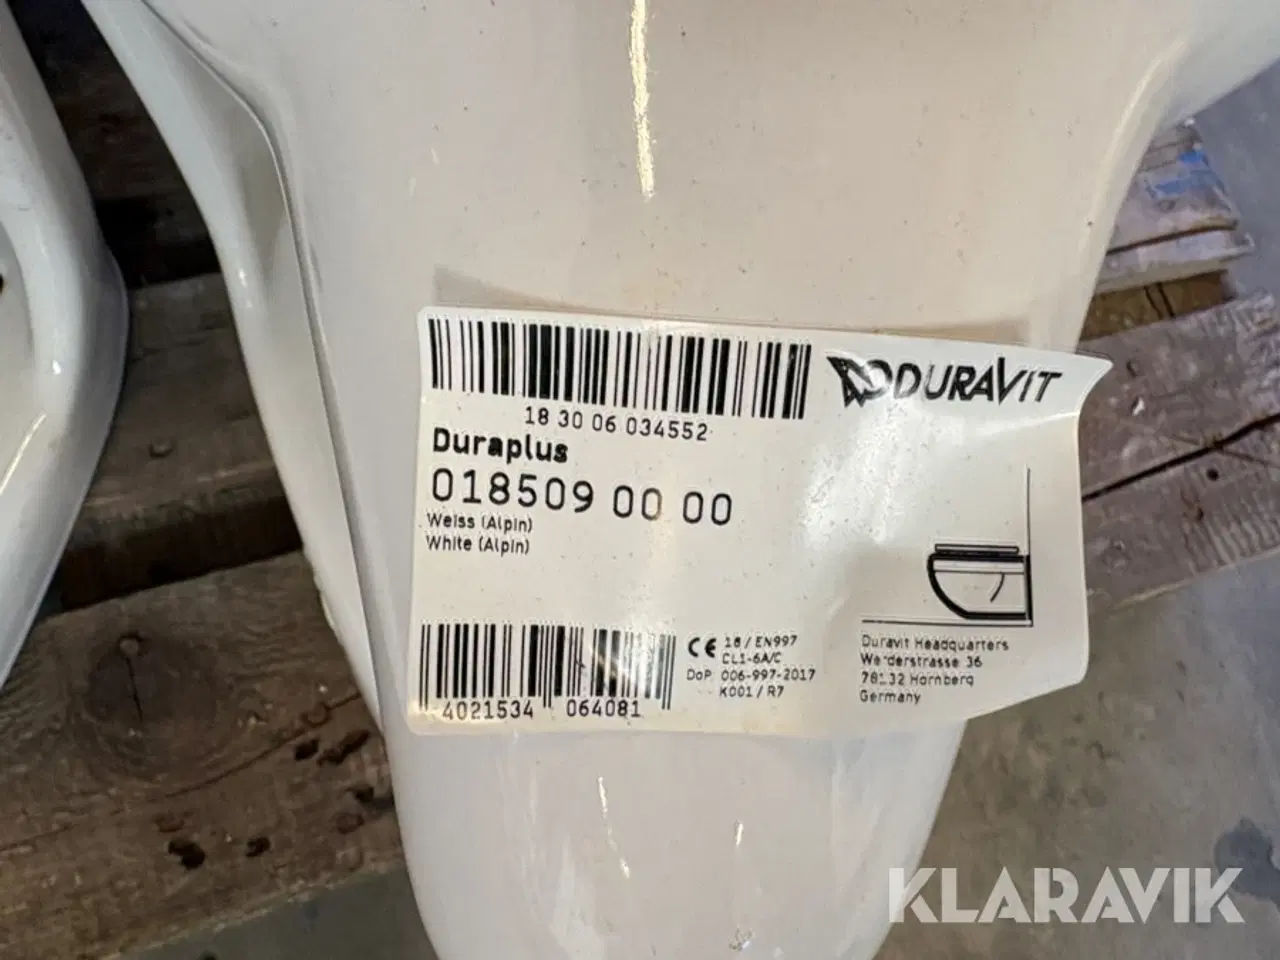 DURAVIT
18 30 06 034552
Duraplus
018509 00 00
Weiss (Alpin)
White (Alpin)
4021534 064081
CE 18 / EN997
CL1-6A/C
DoP 006-997-2017
K001 / R7
Duravit Headquarters
Werderstrasse 36
78132 Hornberg
Germany
KLARAVIK